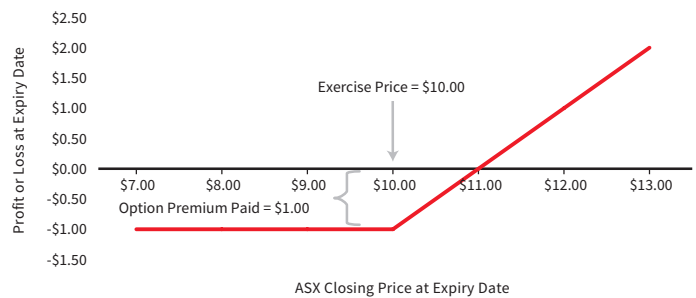 Profit or Loss at Expiry Date
$2.50
$2.00
$1.50
$1.00
$0.50
$0.00
-$0.50
-$1.00
-$1.50
Exercise Price = $10.00
$7.00 $8.00 $9.00 $10.00 $11.00 $12.00 $13.00
Option Premium Paid = $1.00
ASX Closing Price at Expiry Date